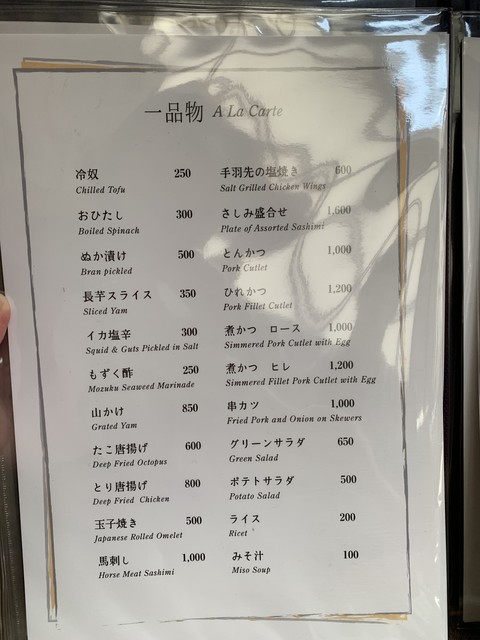 一品物 A La Carte
冷奴 250
Chilled Tofu
おひたし 300
Boiled Spinach
ぬか漬け 500
Bran pickled
長芋スライス 350
Sliced Yam
イカ塩辛 300
Squid & Guts Pickled in Salt
もずく酢 250
Mozuku Seaweed Marinade
山かけ 850
Grated Yam
たこ唐揚げ 600
Deep Fried Octopus
とり唐揚げ 800
Deep Fried Chicken
玉子焼き 500
Japanese Rolled Omelet
馬刺し 1,000
Horse Meat Sashimi
手羽先の塩焼き 600
Salt Grilled Chicken Wings
さしみ盛合せ 1,600
Plate of Assorted Sashimi
とんかつ 1,000
Pork Cutlet
ひれかつ 1,200
Pork Fillet Cutlet
煮かつ ロース 1,000
Simmered Pork Cutlet with Egg
煮かつ ヒレ 1,200
Simmered Fillet Pork Cutlet with Egg
串カツ 1,000
Fried Pork and Onion on Skewers
グリーンサラダ 650
Green Salad
ポテトサラダ 500
Potato Salad
ライス 200
Ricet
みそ汁 100
Miso Soup